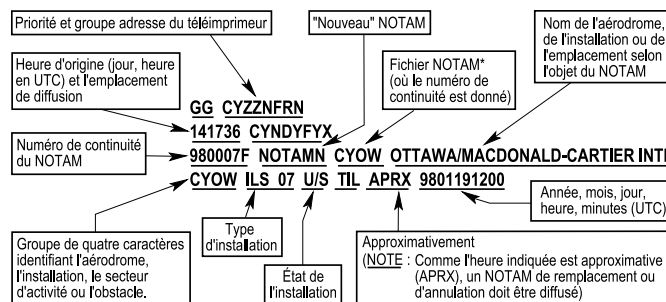 Priorité et groupe adresse du téléimprimeur
"Nouveau" NOTAM
Nom de l'aérodrome,
de l'installation ou de
l'emplacement selon
l'objet du NOTAM
Heure d'origine (jour, heure
en UTC) et l'emplacement
de diffusion
Fichier NOTAM*
(où le numéro de
continuité est donné)
GG CYZZNFRN
141736 CYNDYFYX
Numéro de continuité
du NOTAM
980007F NOTAMN CYOW OTTAWA/MACDONALD-CARTIER INTL
CYOW ILS 07 U/S TIL APRX 9801191200
Année, mois, jour,
heure, minutes (UTC)
Type
d'installation
Groupe de quatre caractères
identifiant l'aérodrome,
l'installation, le secteur
d'activité ou l'obstacle.
État de
l'installation
Approximativement
(NOTE : Comme l'heure indiquée est approximative
(APRX), un NOTAM de remplacement ou
d'annulation doit être diffusé)